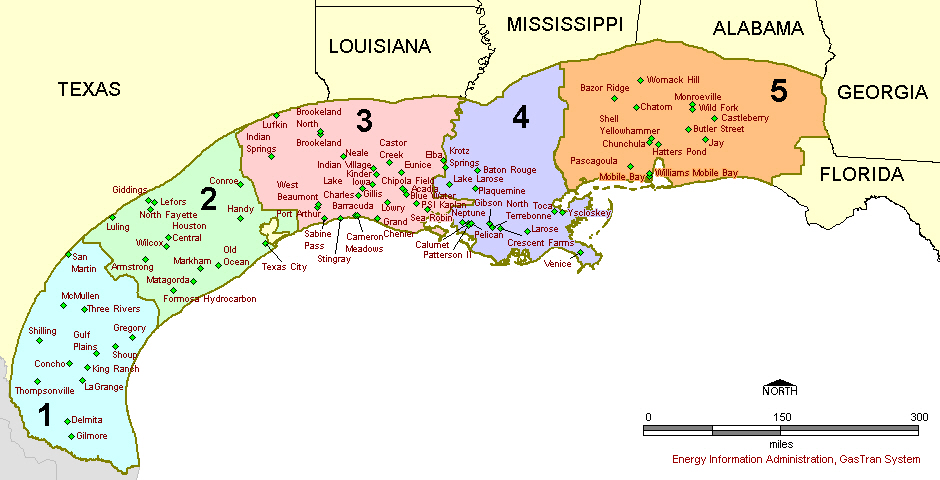 MISSISSIPPI
ALABAMA
LOUISIANA
TEXAS
GEORGIA
FLORIDA
5
Womack Hill
Bazor Ridge
Monroeville
Chatom
Wild Fork
Castleberry
Shell
Yellowhammer
Butler Street
Chunchula
Jay
Hatters Pond
Pascagoula
Mobile Bay
Williams Mobile Bay
4
Krotz
Springs
Baton Rouge
Lake Larose
Plaquemine
Gibson
North Toca
Neptune
Terrebonne
Yscloskey
Pelican
Larose
Calumet
Crescent Farms
Patterson II
Venice
3
Brookeland
North
Brookeland
Lufkin
Indian
Springs
Castor
Creek
Neale
Elba
Indian Village
Eunice
Kinder
Lake
Charles
Iowa
Chipola Field
Acadia
Gillis
Blue Water
West
Beaumont
Lowry
PSI Kaplan
Barracuda
Sea Robin
Port Arthur
Grand
Chenier
Sabine
Pass
Cameron
Meadows
Stingray
2
Conroe
Giddings
Lefors
North Fayette
Handy
Luling
Houston
Central
Wilcox
Old
Ocean
Armstrong
Markham
Texas City
Matagorda
Formosa Hydrocarbon
San
Martin
McMullen
Three Rivers
Shilling
Gregory
Gulf
Plains
Shoup
Concho
King Ranch
Thompsonville
LaGrange
1
Delmita
Gilmore
NORTH
0 150 300
miles
Energy Information Administration, GasTran System